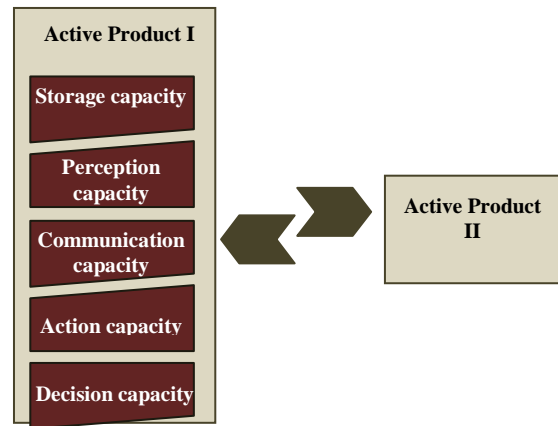 Active Product I
Storage capacity
Perception
capacity
Communication
capacity
Action capacity
Decision capacity
Active Product
II